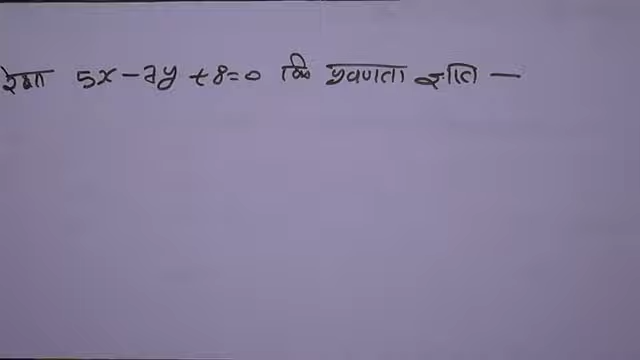 रेखा 5x - 7y + 8 = 0 कि प्रवणता ज्ञात —